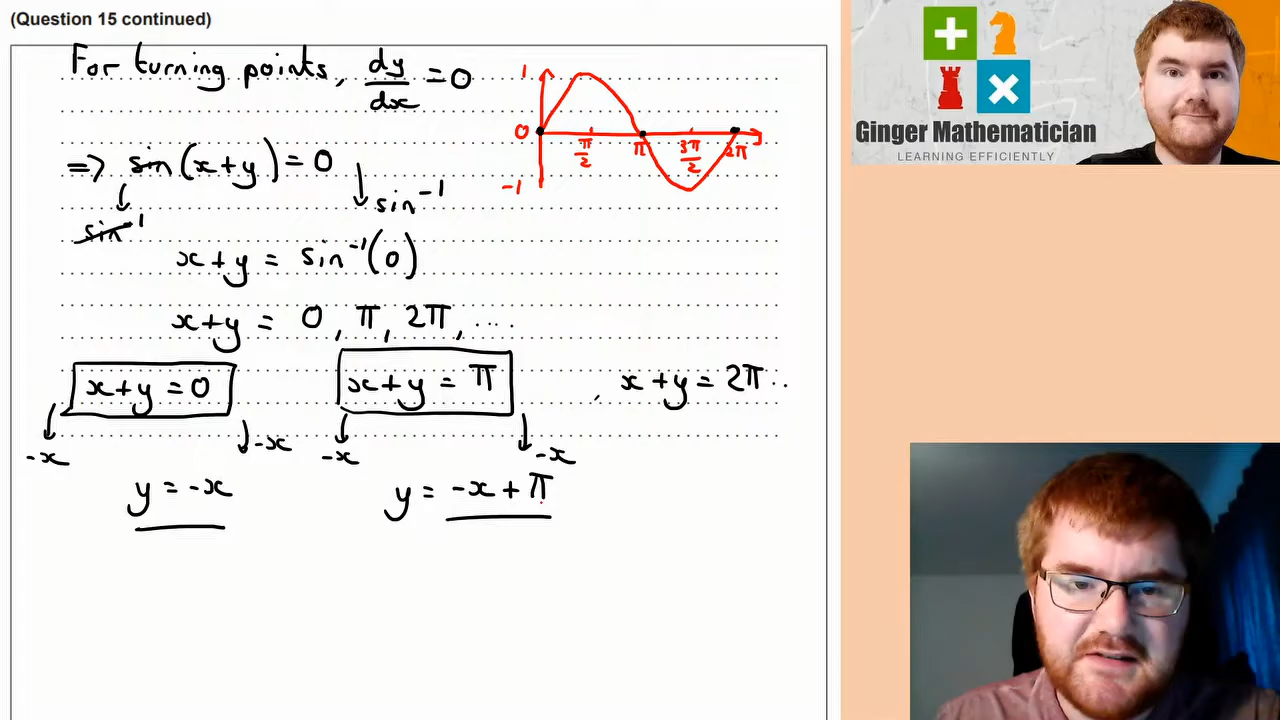 (Question 15 continued)
For turning points, dy/dx = 0
1
0
-1
π/2
π
3π/2
2π
=> sin(x+y) = 0
sin⁻¹
sin⁻¹
x+y = sin⁻¹(0)
x+y = 0, π, 2π, ....
x+y = 0
x+y = π
, x+y = 2π..
-x
-x
-x
-x
y = -x
y = -x + π
Ginger Mathematician
LEARNING EFFICIENTLY